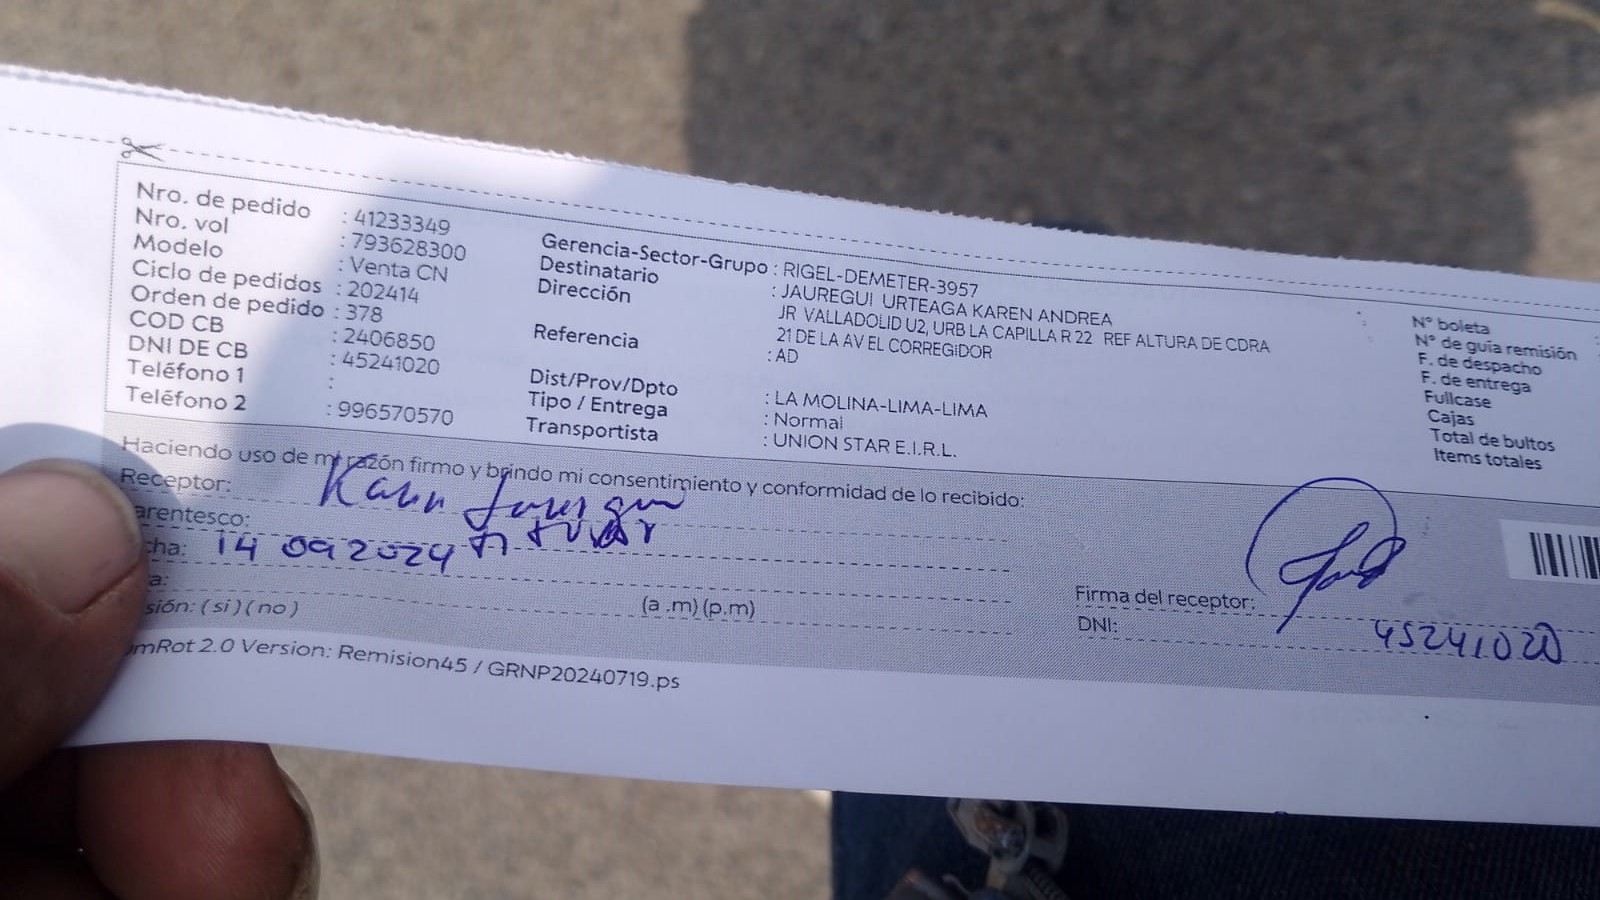 Nro. de pedido : 41233349
Nro. vol : 793628300
Modelo : Venta CN
Ciclo de pedidos : 202414
Orden de pedido : 378
COD CB : 2406850
DNI DE CB : 45241020
Teléfono 1 :
Teléfono 2 : 996570570
Gerencia-Sector-Grupo : RIGEL-DEMETER-3957
Destinatario : JAUREGUI URTEAGA KAREN ANDREA
Dirección : JR VALLADOLID U2, URB LA CAPILLA R 22 REF ALTURA DE CDRA
21 DE LA AV EL CORREGIDOR
Referencia : AD
Dist/Prov/Dpto : LA MOLINA-LIMA-LIMA
Tipo / Entrega : Normal
Transportista : UNION STAR E.I.R.L.
N° boleta
N° de guía remisión
F. de despacho
F. de entrega
Fullcase
Cajas
Total de bultos
Items totales
Haciendo uso de mi razón firmo y brindo mi consentimiento y conformidad de lo recibido:
Receptor: Karen Jauregui
arentesco: titular
cha: 14 09 2024
a: (a .m) (p.m)
sión: ( si ) ( no )
Firma del receptor:
DNI: 45241020
omRot 2.0 Version: Remision45 / GRNP20240719.ps